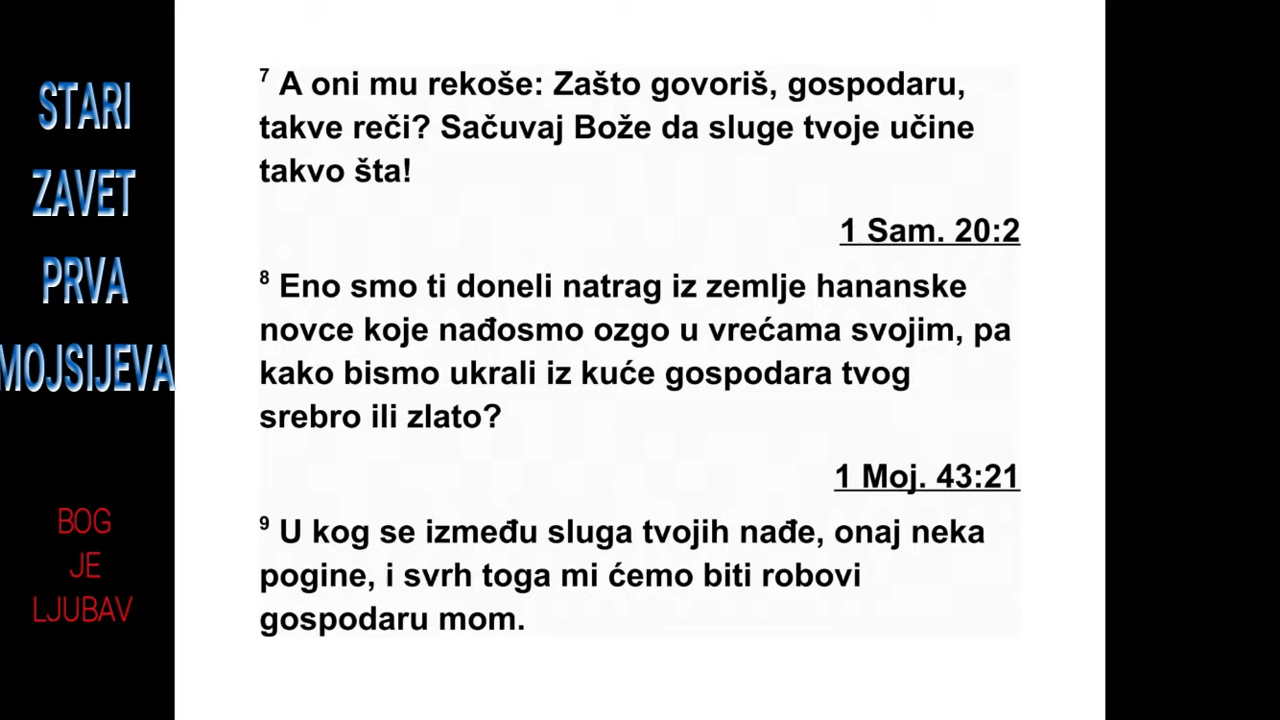 STARI
ZAVET
PRVA
MOJSIJEVA
BOG
JE
LJUBAV
7 A oni mu rekoše: Zašto govoriš, gospodaru,
takve reči? Sačuvaj Bože da sluge tvoje učine
takvo šta!
1 Sam. 20:2
8 Eno smo ti doneli natrag iz zemlje hananske
novce koje nađosmo ozgo u vrećama svojim, pa
kako bismo ukrali iz kuće gospodara tvog
srebro ili zlato?
1 Moj. 43:21
9 U kog se između sluga tvojih nađe, onaj neka
pogine, i svrh toga mi ćemo biti robovi
gospodaru mom.